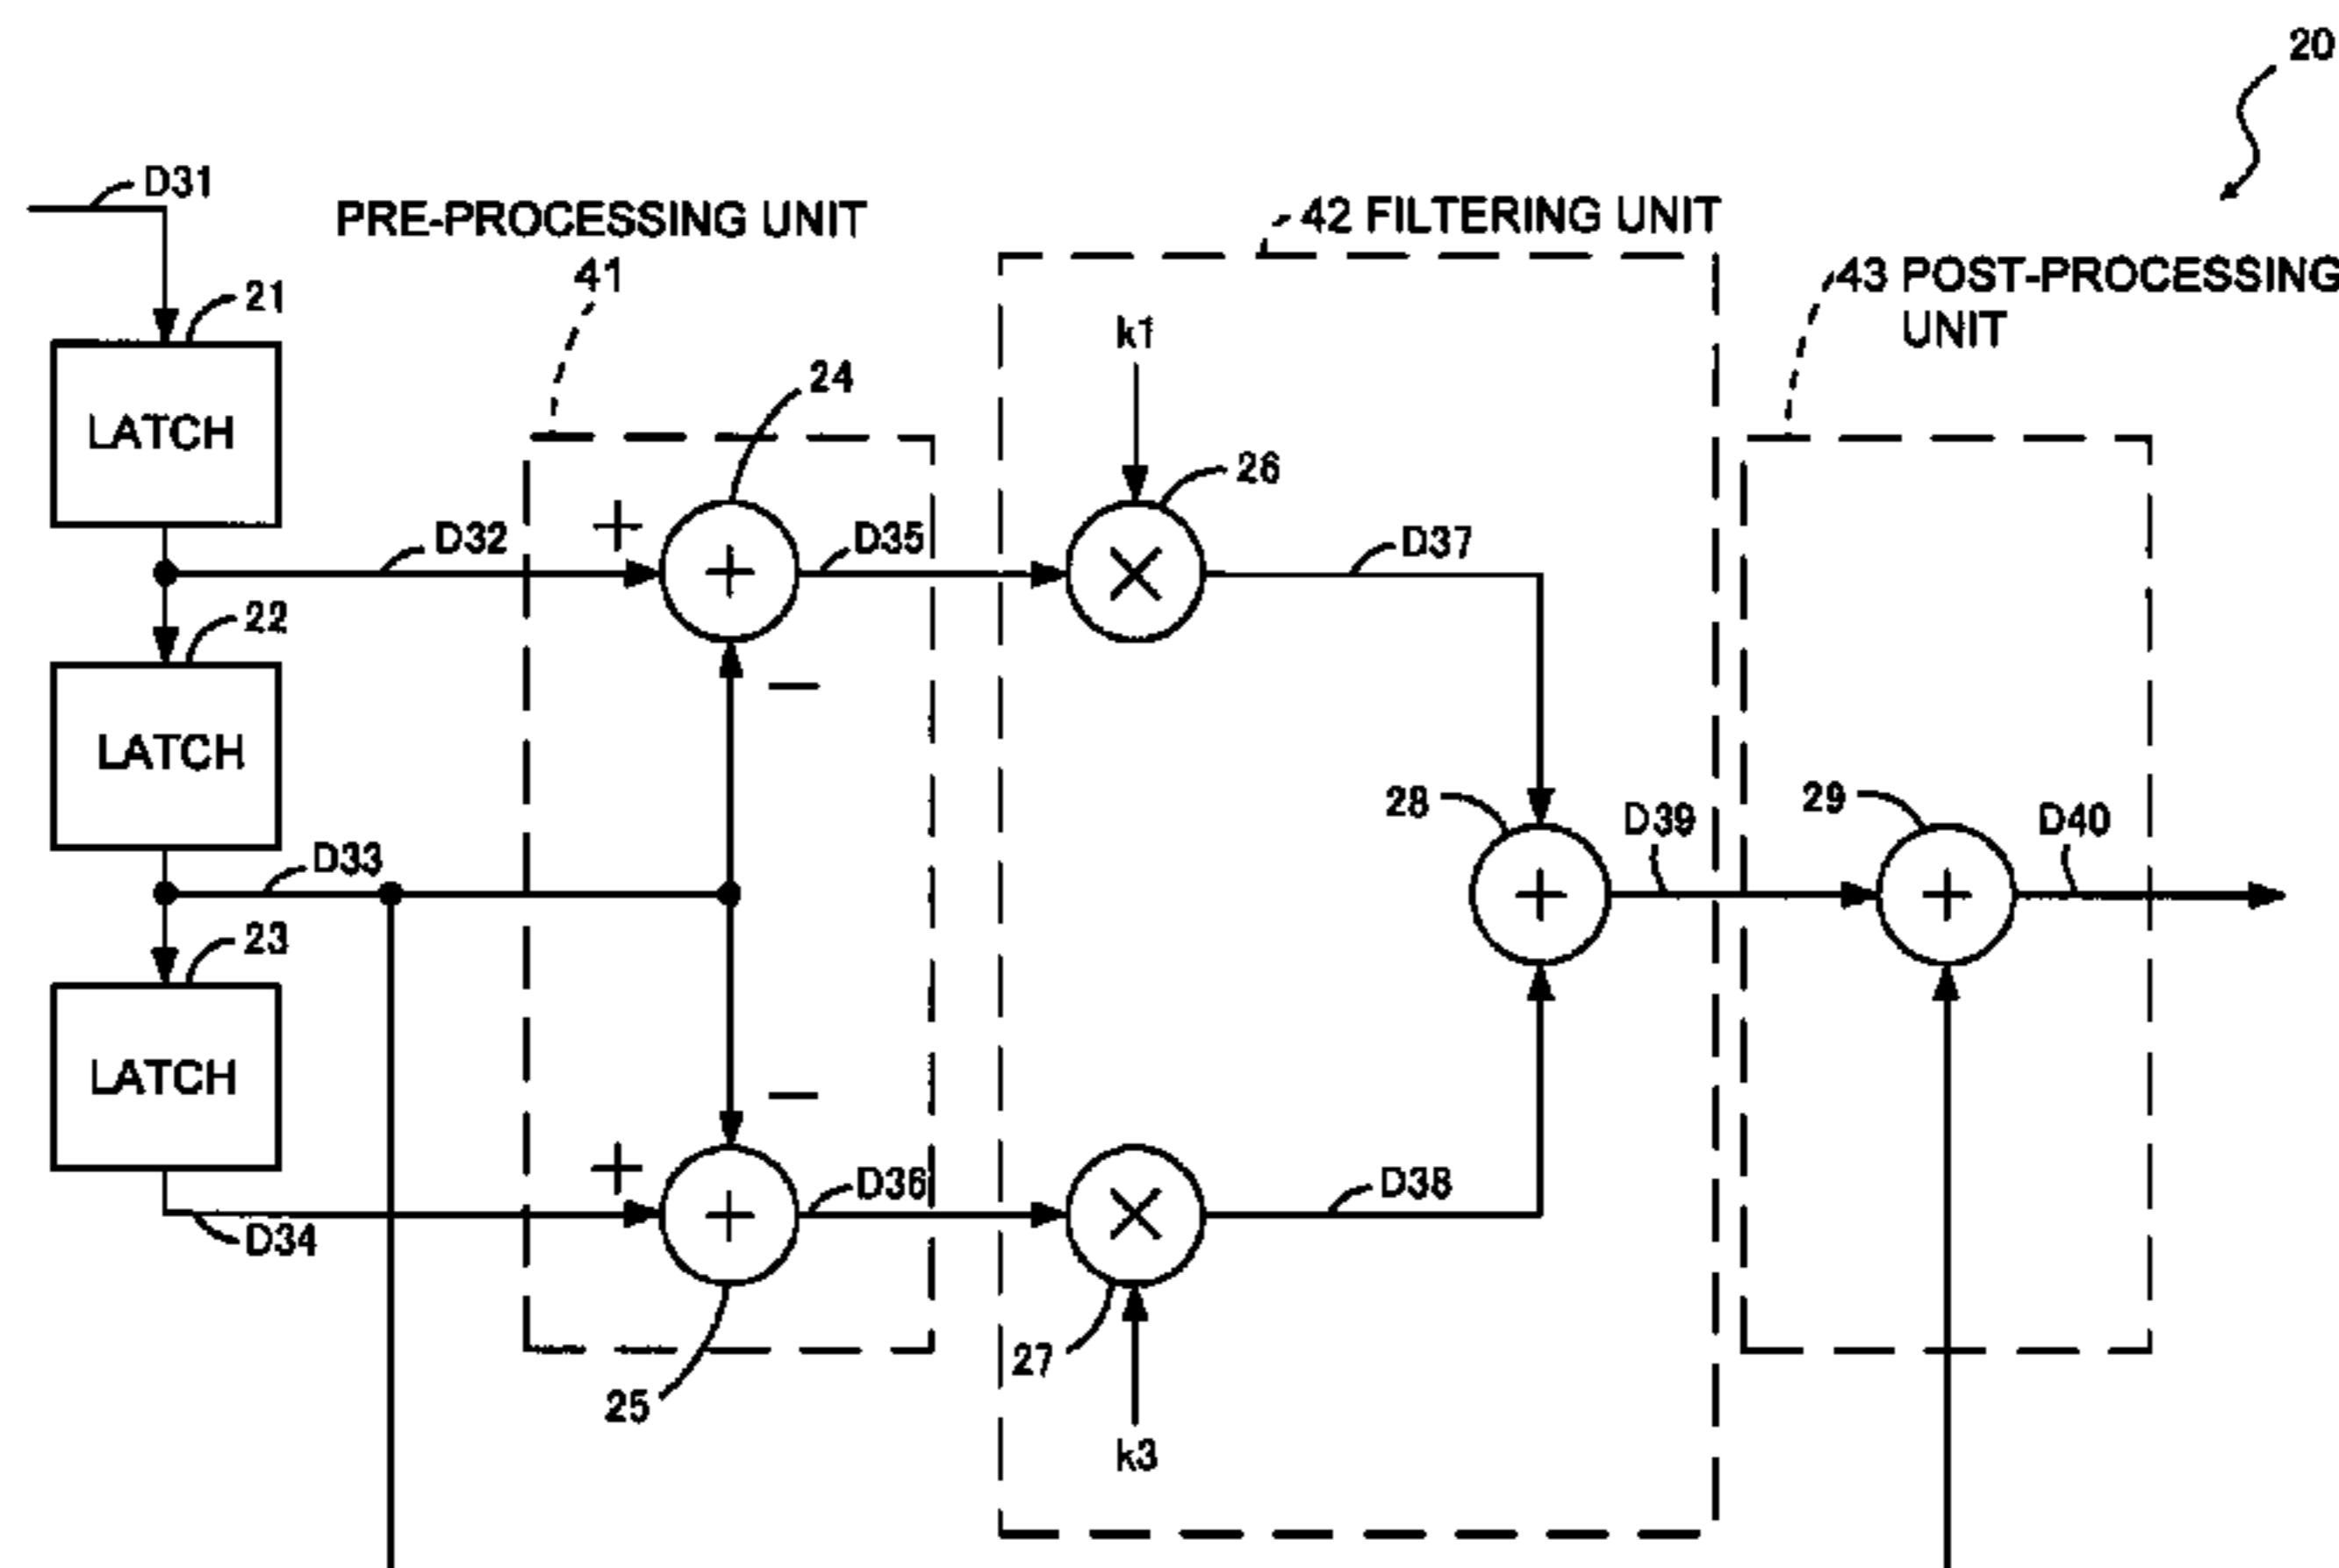 20
D31
PRE-PROCESSING UNIT
41
42 FILTERING UNIT
43 POST-PROCESSING
UNIT
21
LATCH
k1
24
26
+
D32
+
D35
×
D37
22
−
LATCH
28
D39
29
D40
D33
+
+
23
LATCH
−
+
D36
D38
D34
+
×
27
25
k3